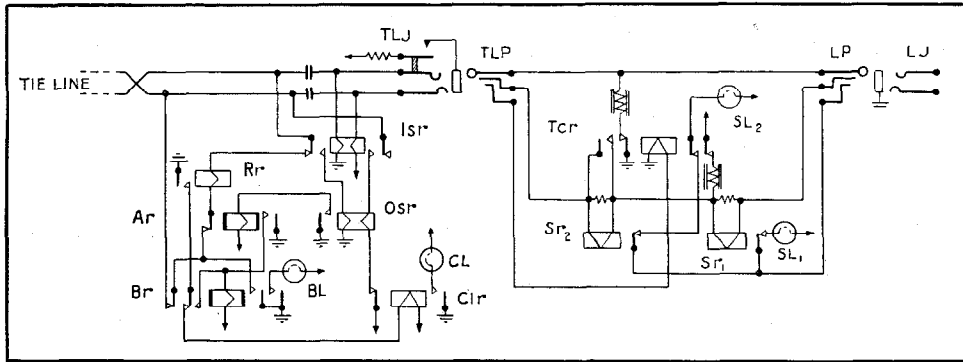 TLJ
TLP
LP
LJ
TIE LINE
SL₂
Isr
Tcr
Rr
Ar
Osr
Sr₂
Sr₁
SL₁
CL
Br
BL
Clr